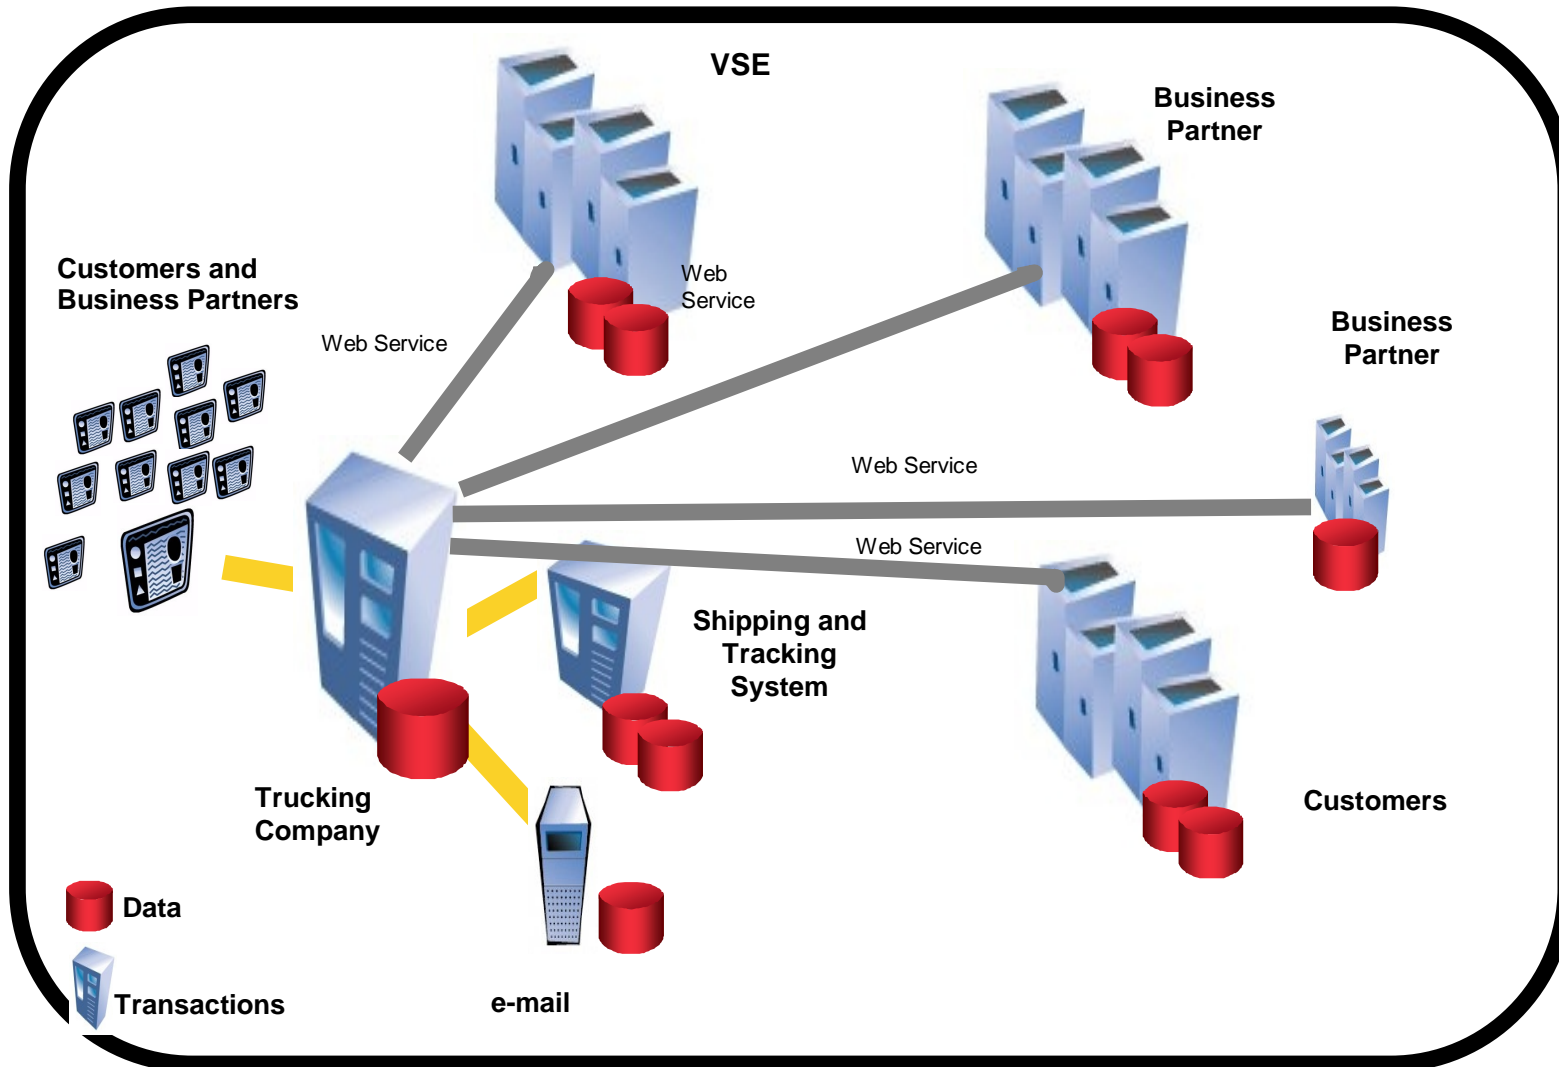 VSE
Business
Partner
Customers and
Business Partners
Web
Service
Web Service
Business
Partner
Web Service
Web Service
Shipping and
Tracking
System
Trucking
Company
Customers
Data
Transactions
e-mail